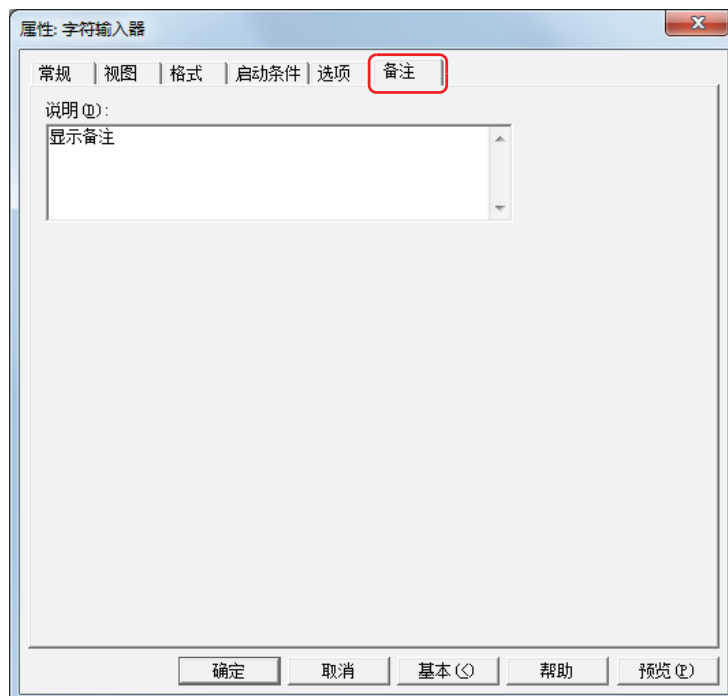 属性: 字符输入器
常规 视图 格式 启动条件 选项 备注
说明(D):
显示备注
确定 取消 基本(<) 帮助 预览(P)